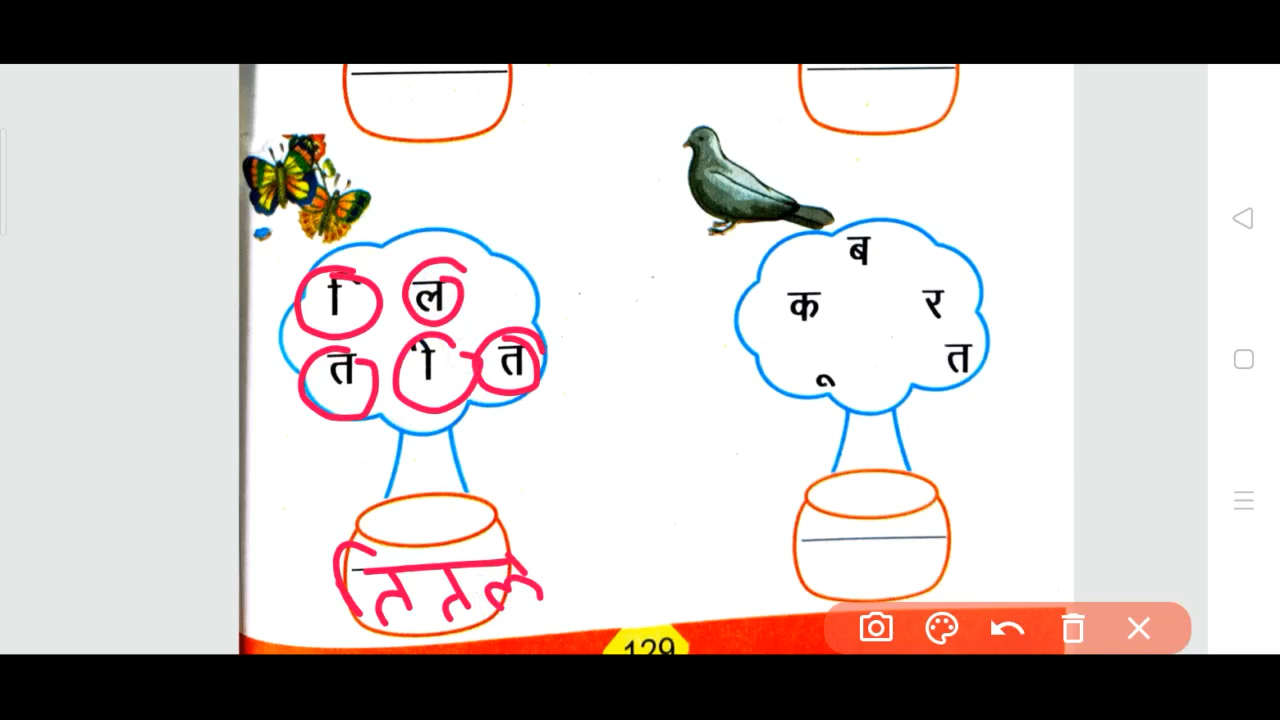 ि ल
त ी त
ब
क र
त
ू
तितल
129